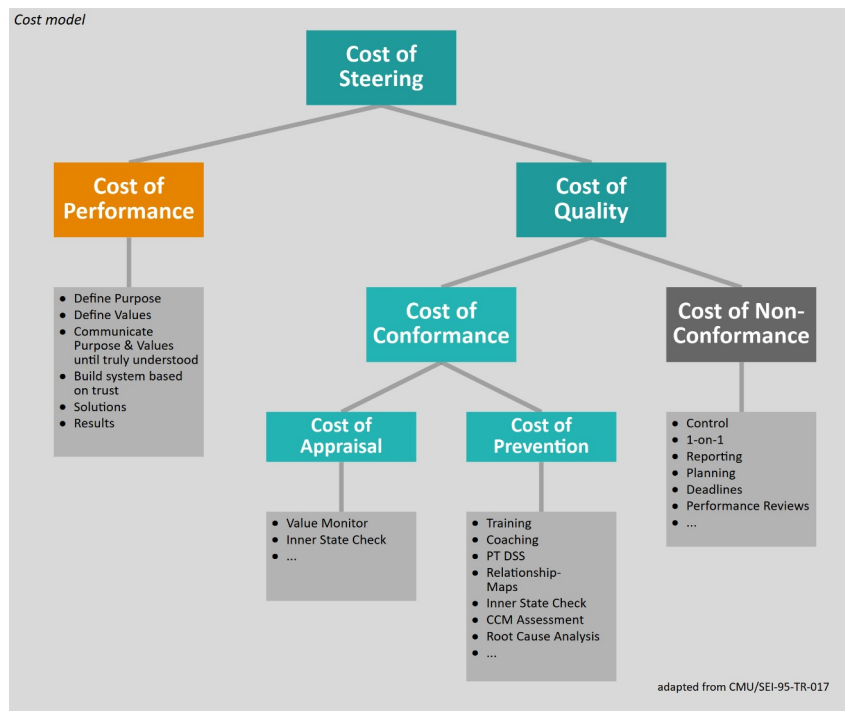 Cost model
Cost of
Steering
Cost of
Performance
Cost of
Quality
● Define Purpose
● Define Values
● Communicate
Purpose & Values
until truly understood
● Build system based
on trust
● Solutions
● Results
Cost of
Conformance
Cost of Non-
Conformance
Cost of
Appraisal
Cost of
Prevention
● Control
● 1-on-1
● Reporting
● Planning
● Deadlines
● Performance Reviews
● ...
● Value Monitor
● Inner State Check
● ...
● Training
● Coaching
● PT DSS
● Relationship-
Maps
● Inner State Check
● CCM Assessment
● Root Cause Analysis
● ...
adapted from CMU/SEI-95-TR-017